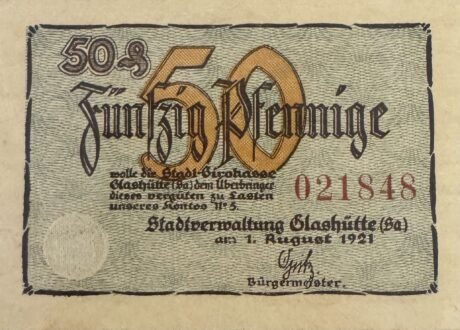 50 ₰
50
Fünfzig Pfennige
wolle die Stadt-Girokasse
Glashütte (Sa) dem Überbringer
dieses vergüten zu Lasten
unseres Kontos No 5.
021848
Stadtverwaltung Glashütte (Sa)
am 1. August 1921
Bürgermeister.